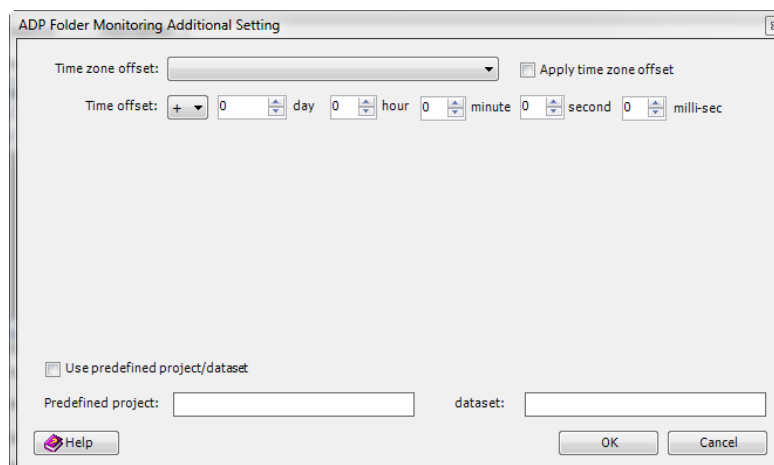 ADP Folder Monitoring Additional Setting
Time zone offset: Apply time zone offset
Time offset: + 0 day 0 hour 0 minute 0 second 0 milli-sec
Use predefined project/dataset
Predefined project: dataset:
Help OK Cancel